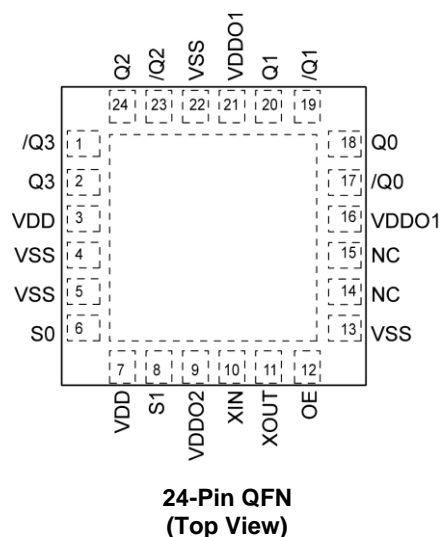 Q2 /Q2 VSS VDDO1 Q1 /Q1
24 23 22 21 20 19
/Q3 1 18 Q0
Q3 2 17 /Q0
VDD 3 16 VDDO1
VSS 4 15 NC
VSS 5 14 NC
S0 6 13 VSS
7 8 9 10 11 12
VDD S1 VDDO2 XIN XOUT OE
24-Pin QFN
(Top View)